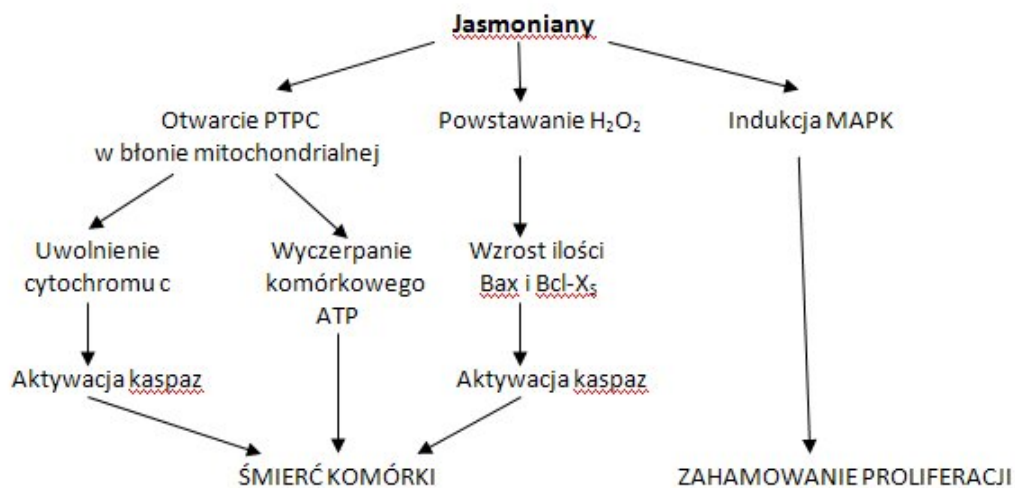 Jasmoniany
Otwarcie PTPC
w błonie mitochondrialnej
Powstawanie H₂O₂
Indukcja MAPK
Uwolnienie
cytochromu c
Wyczerpanie
komórkowego
ATP
Wzrost ilości
Bax i Bcl-Xₛ
Aktywacja kaspaz
Aktywacja kaspaz
ŚMIERĆ KOMÓRKI
ZAHAMOWANIE PROLIFERACJI